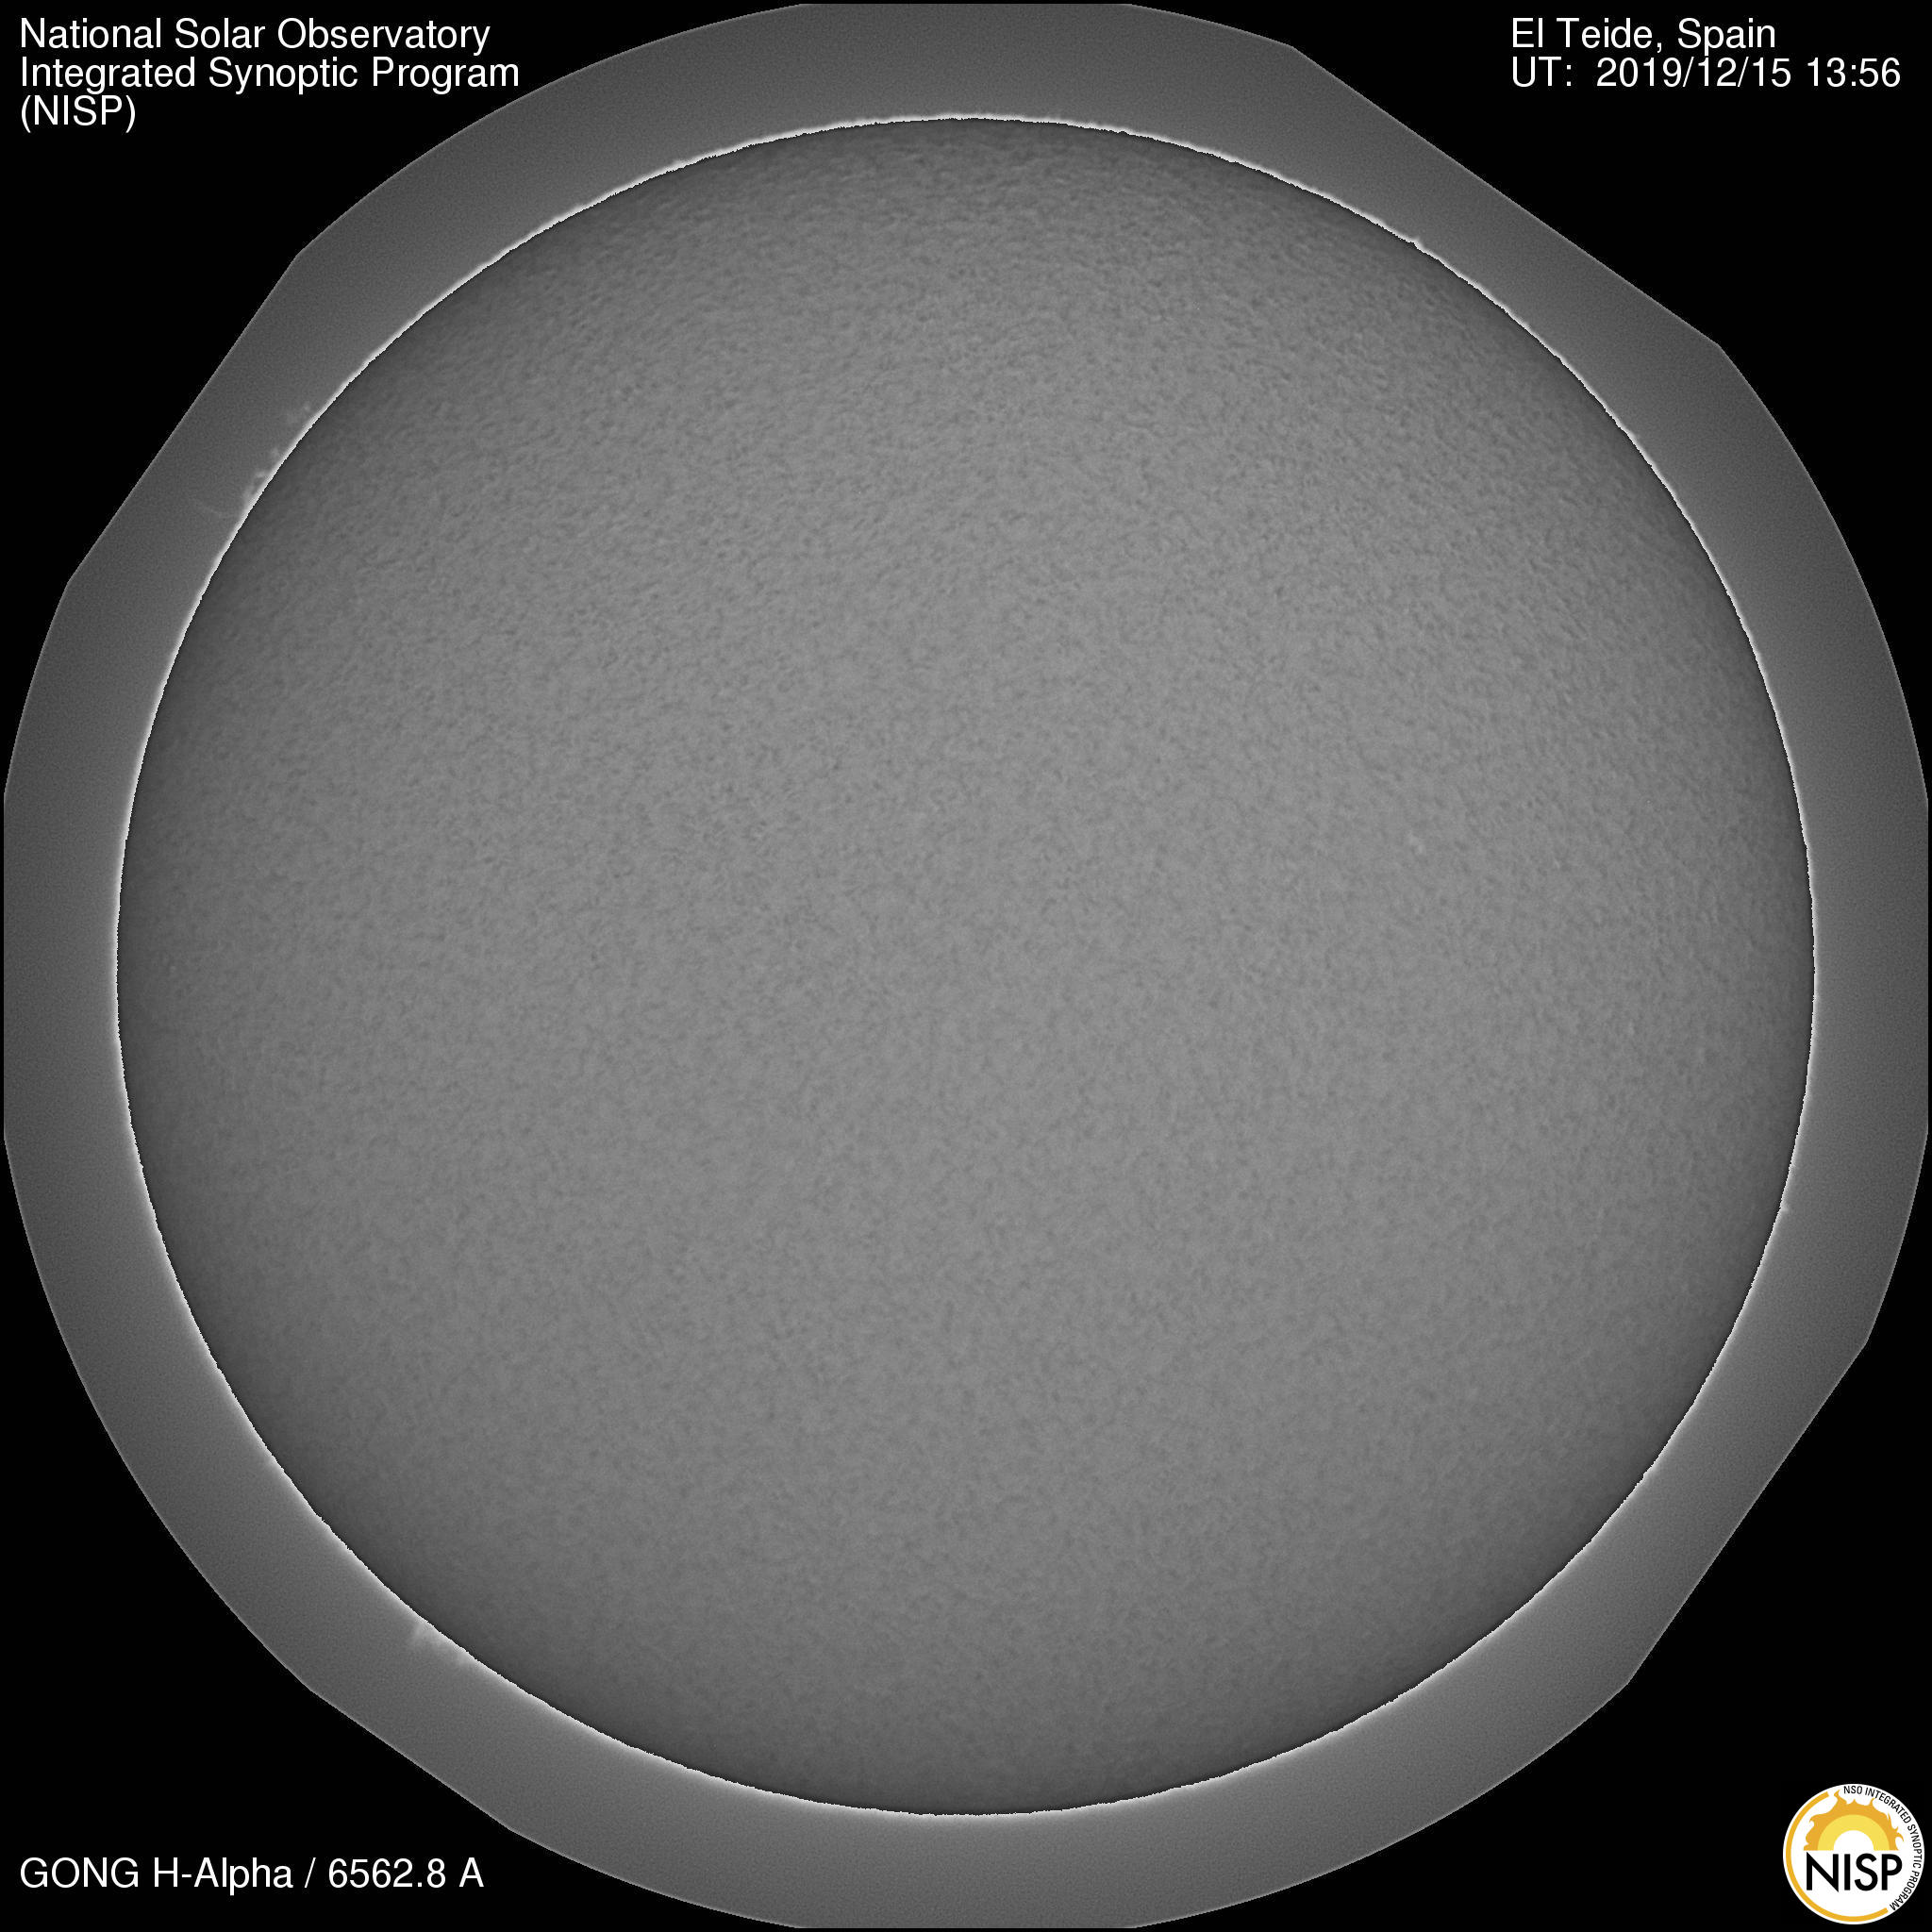 National Solar Observatory
Integrated Synoptic Program
(NISP)
El Teide, Spain
UT:  2019/12/15 13:56
GONG H-Alpha / 6562.8 A
NSO INTEGRATED SYNOPTIC PROGRAM
NISP